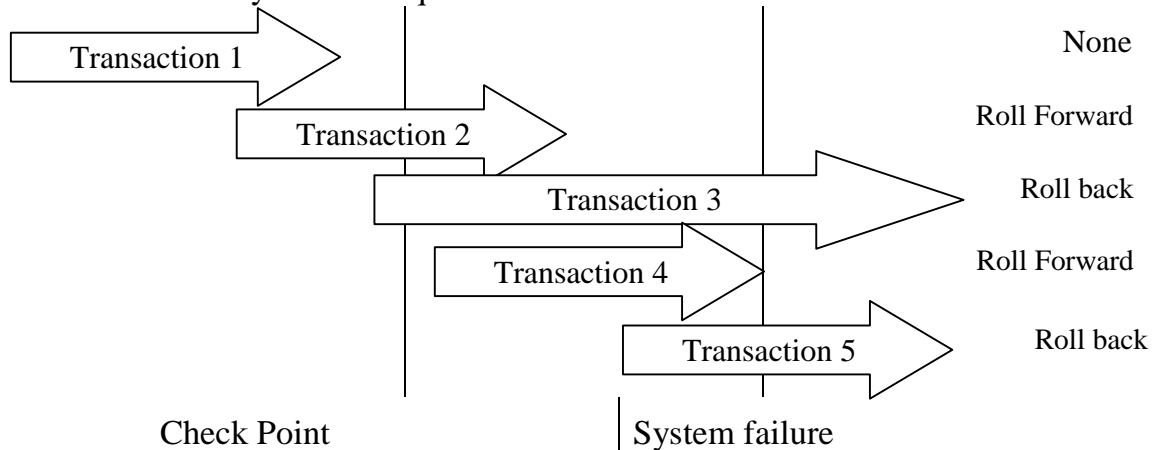 Transaction 1
None
Transaction 2
Roll Forward
Transaction 3
Roll back
Transaction 4
Roll Forward
Transaction 5
Roll back
Check Point
System failure